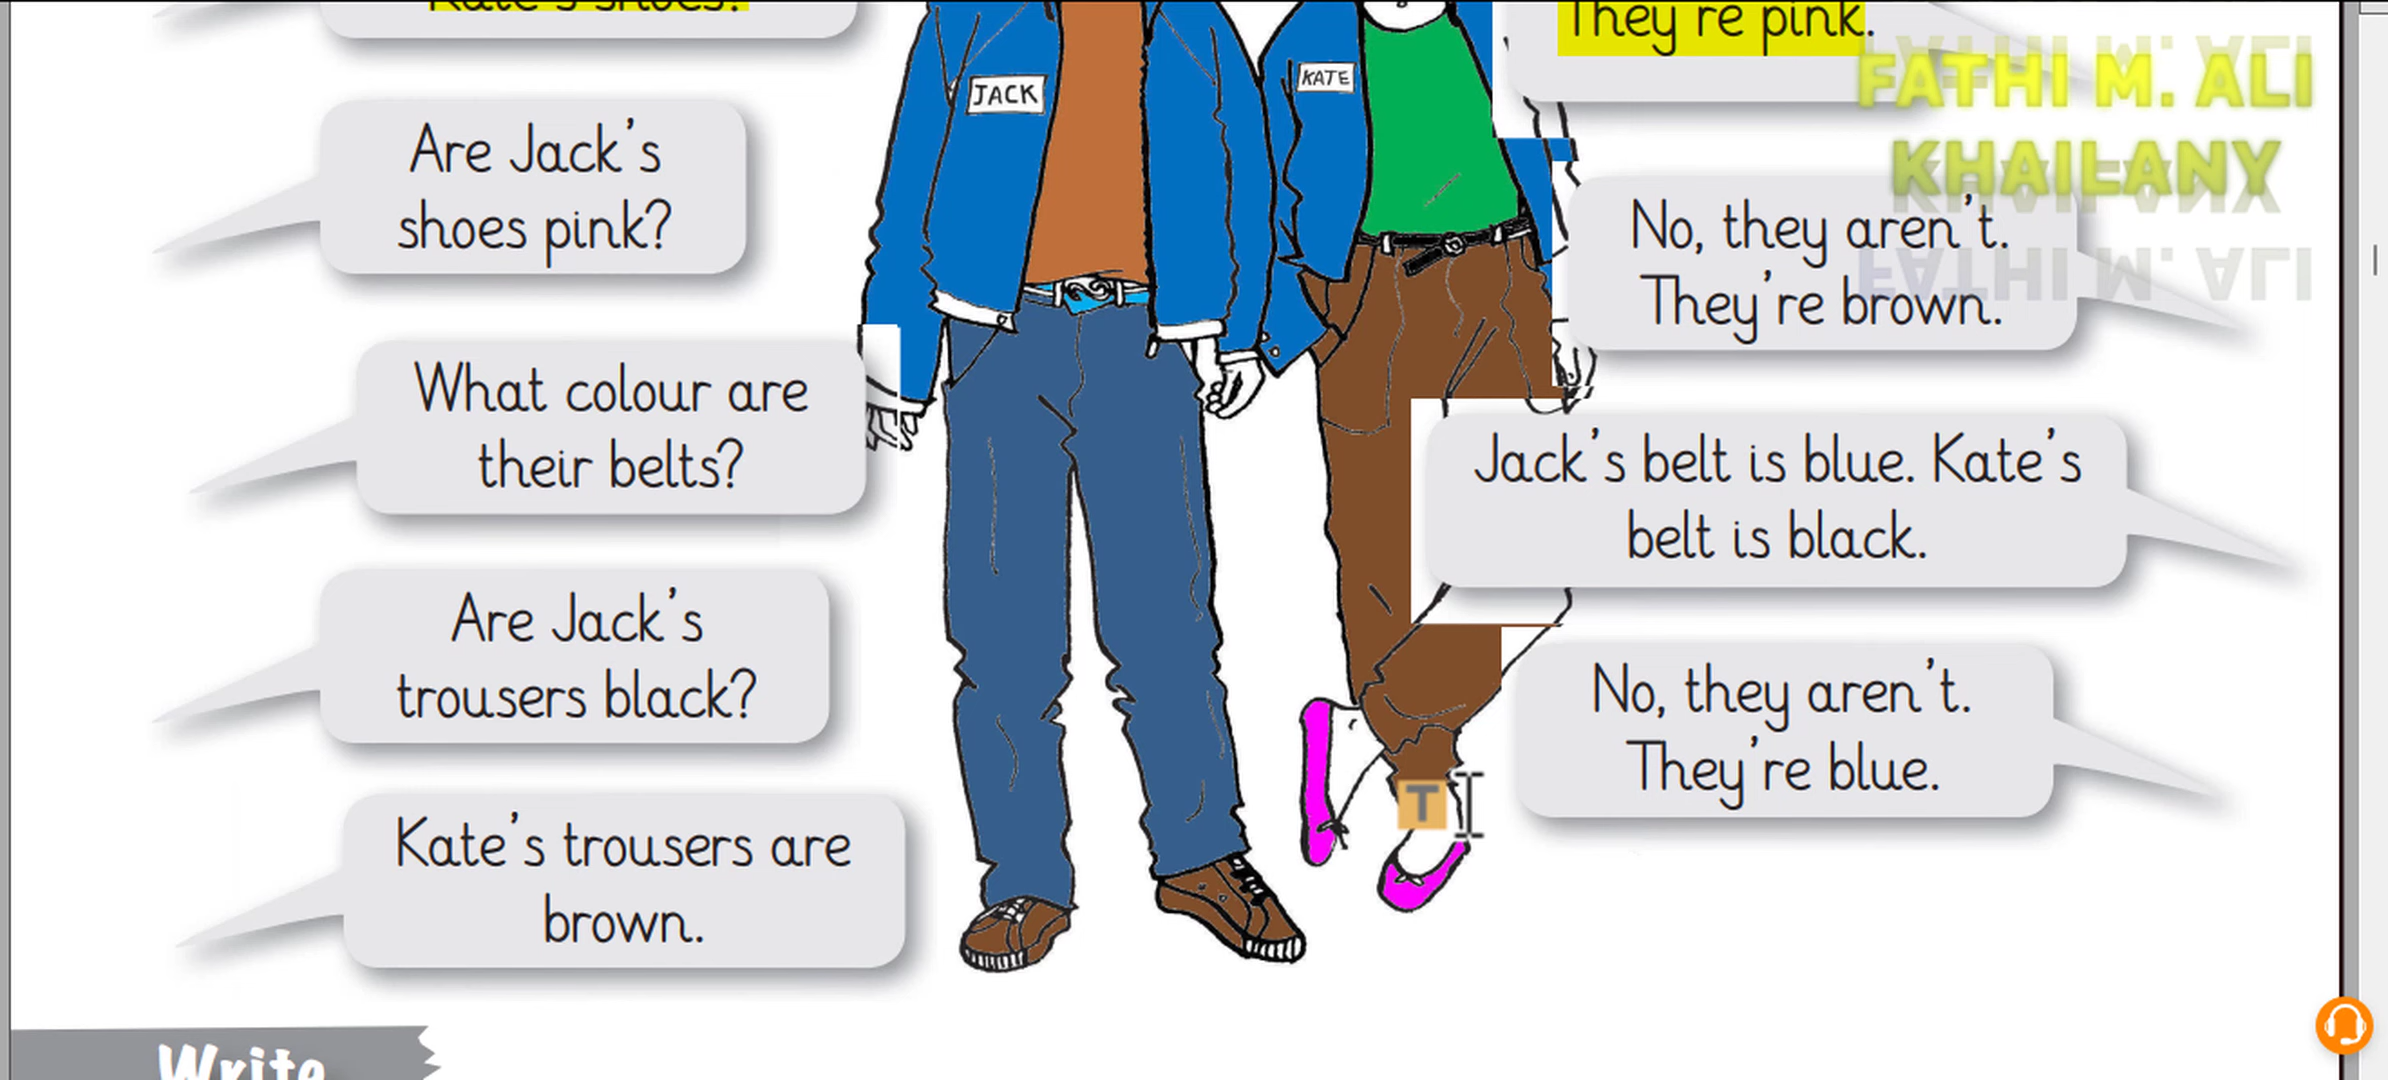 Kate's shoes?
They're pink.
FATHI M. ALI
KHAILANY
JACK
KATE
Are Jack's
shoes pink?
No, they aren't.
They're brown.
What colour are
their belts?
Jack's belt is blue. Kate's
belt is black.
Are Jack's
trousers black?
No, they aren't.
They're blue.
T
Kate's trousers are
brown.
Write